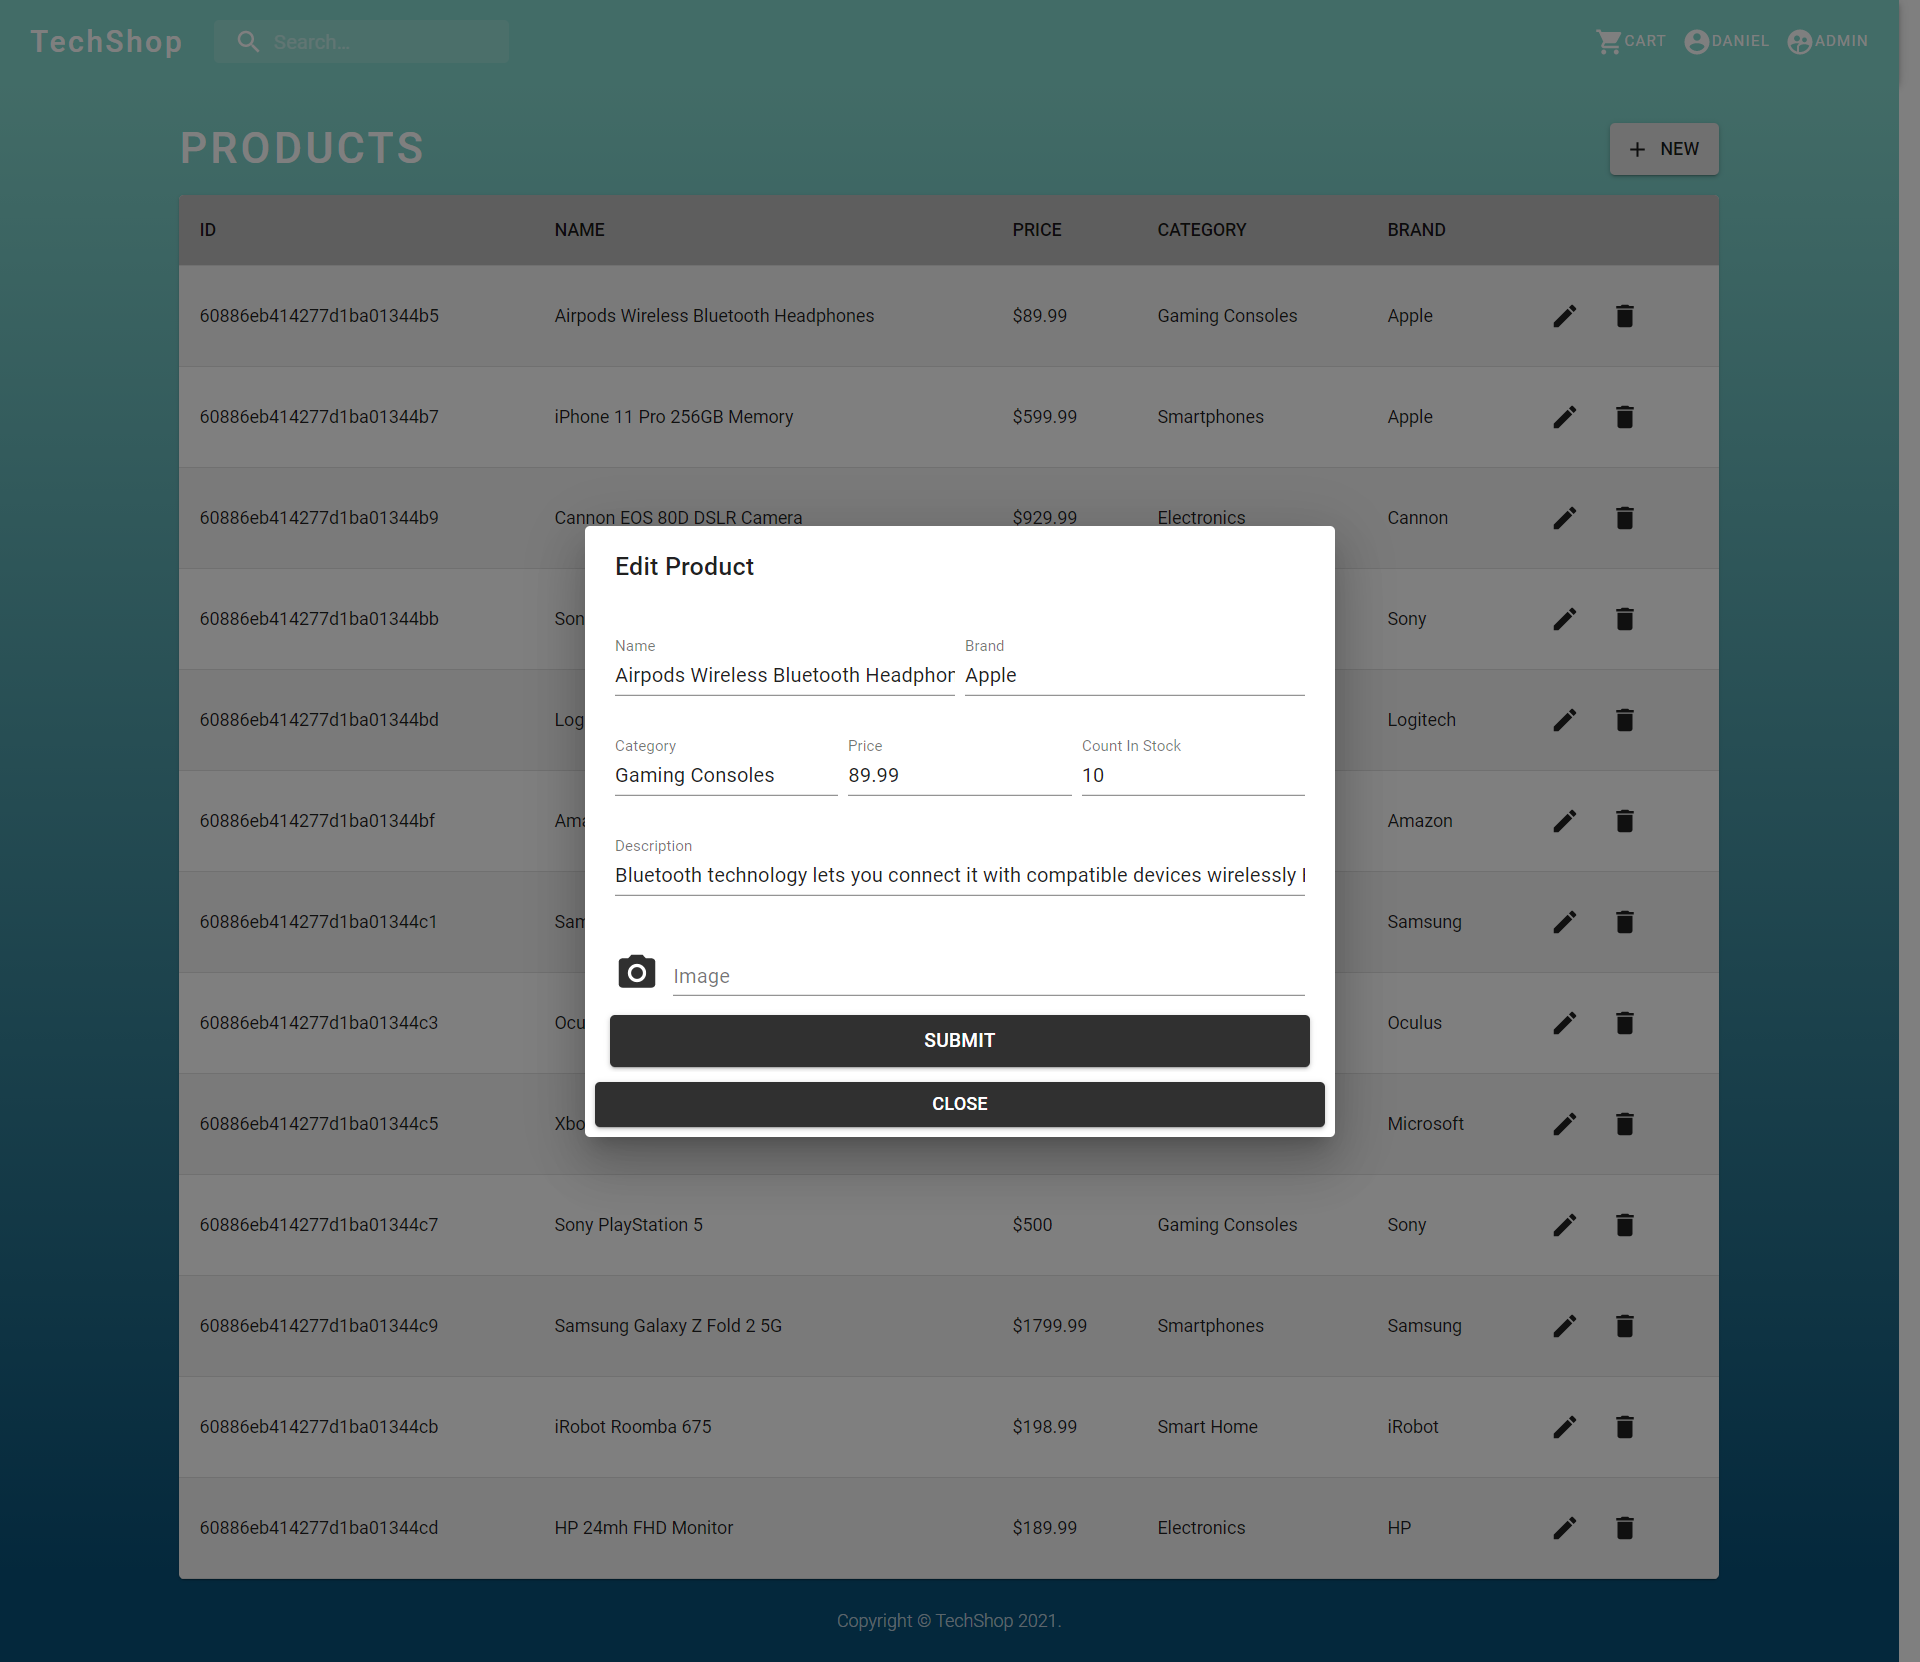 TechShop
Search...
CART
DANIEL
ADMIN
PRODUCTS
NEW
ID NAME PRICE CATEGORY BRAND
60886eb414277d1ba01344b5 Airpods Wireless Bluetooth Headphones $89.99 Gaming Consoles Apple
60886eb414277d1ba01344b7 iPhone 11 Pro 256GB Memory $599.99 Smartphones Apple
60886eb414277d1ba01344b9 Cannon EOS 80D DSLR Camera $929.99 Electronics Cannon
60886eb414277d1ba01344bb Son Sony
60886eb414277d1ba01344bd Log Logitech
60886eb414277d1ba01344bf Ama Amazon
60886eb414277d1ba01344c1 Sam Samsung
60886eb414277d1ba01344c3 Ocu Oculus
60886eb414277d1ba01344c5 Xbo Microsoft
60886eb414277d1ba01344c7 Sony PlayStation 5 $500 Gaming Consoles Sony
60886eb414277d1ba01344c9 Samsung Galaxy Z Fold 2 5G $1799.99 Smartphones Samsung
60886eb414277d1ba01344cb iRobot Roomba 675 $198.99 Smart Home iRobot
60886eb414277d1ba01344cd HP 24mh FHD Monitor $189.99 Electronics HP
Edit Product
Name Brand
Airpods Wireless Bluetooth Headphon Apple
Category Price Count In Stock
Gaming Consoles 89.99 10
Description
Bluetooth technology lets you connect it with compatible devices wirelessly
Image
SUBMIT
CLOSE
Copyright © TechShop 2021.